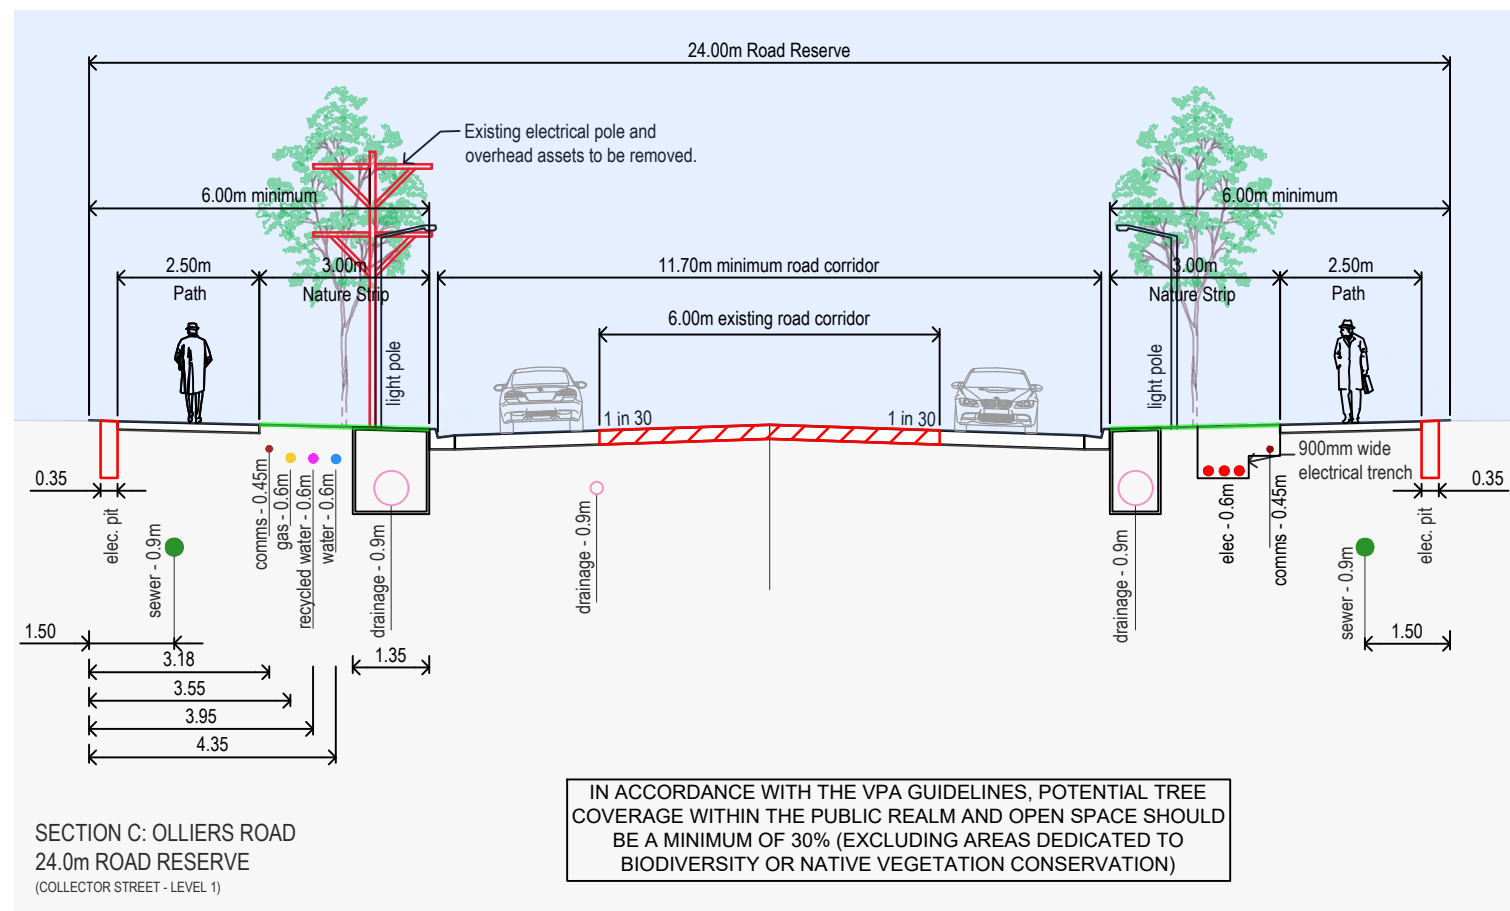 24.00m Road Reserve
Existing electrical pole and
overhead assets to be removed.
6.00m minimum
6.00m minimum
2.50m
Path
3.00m
Nature Strip
11.70m minimum road corridor
3.00m
Nature Strip
2.50m
Path
6.00m existing road corridor
light pole
light pole
1 in 30
1 in 30
900mm wide
electrical trench
0.35
0.35
elec. pit
sewer - 0.9m
comms - 0.45m
gas - 0.6m
recycled water - 0.6m
water - 0.6m
drainage - 0.9m
drainage - 0.9m
drainage - 0.9m
elec - 0.6m
comms - 0.45m
sewer - 0.9m
elec. pit
1.50
1.50
3.18
1.35
3.55
3.95
4.35
IN ACCORDANCE WITH THE VPA GUIDELINES, POTENTIAL TREE
COVERAGE WITHIN THE PUBLIC REALM AND OPEN SPACE SHOULD
BE A MINIMUM OF 30% (EXCLUDING AREAS DEDICATED TO
BIODIVERSITY OR NATIVE VEGETATION CONSERVATION)
SECTION C: OLLIERS ROAD
24.0m ROAD RESERVE
(COLLECTOR STREET - LEVEL 1)